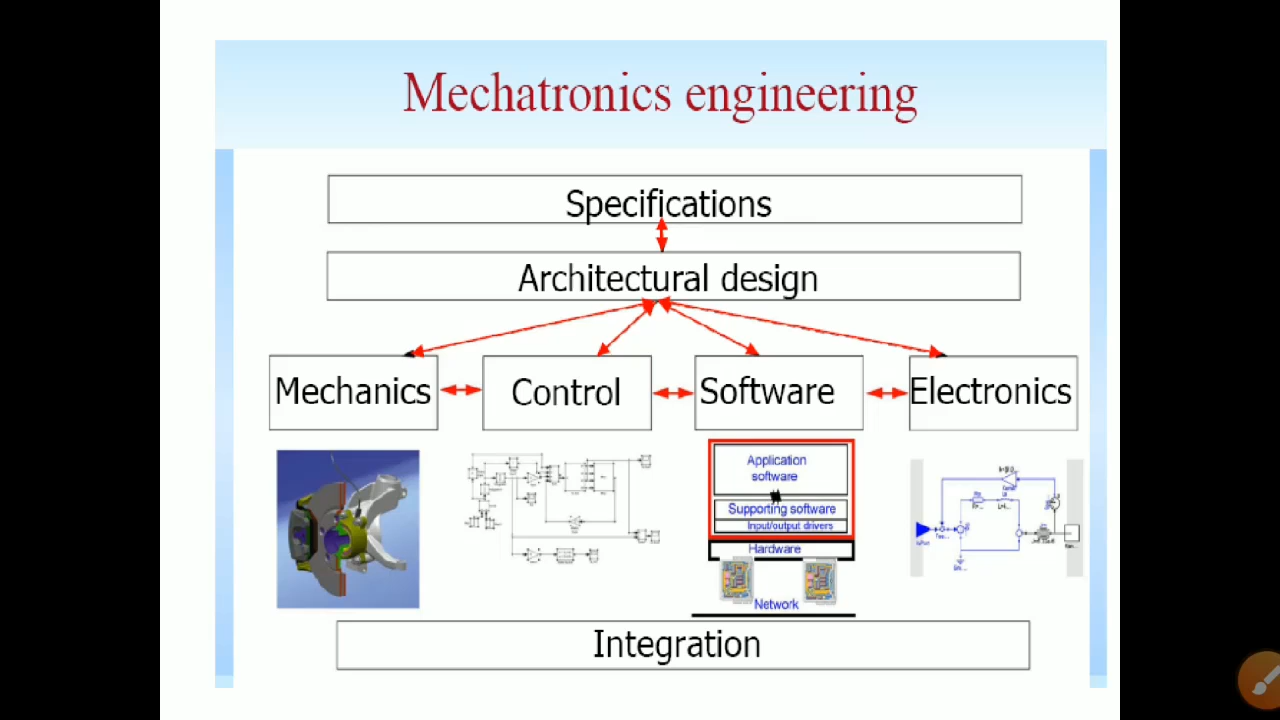 Mechatronics engineering
Specifications
Architectural design
Mechanics
Control
Software
Electronics
Application
software
Supporting software
Input/output drivers
Hardware
Network
Integration